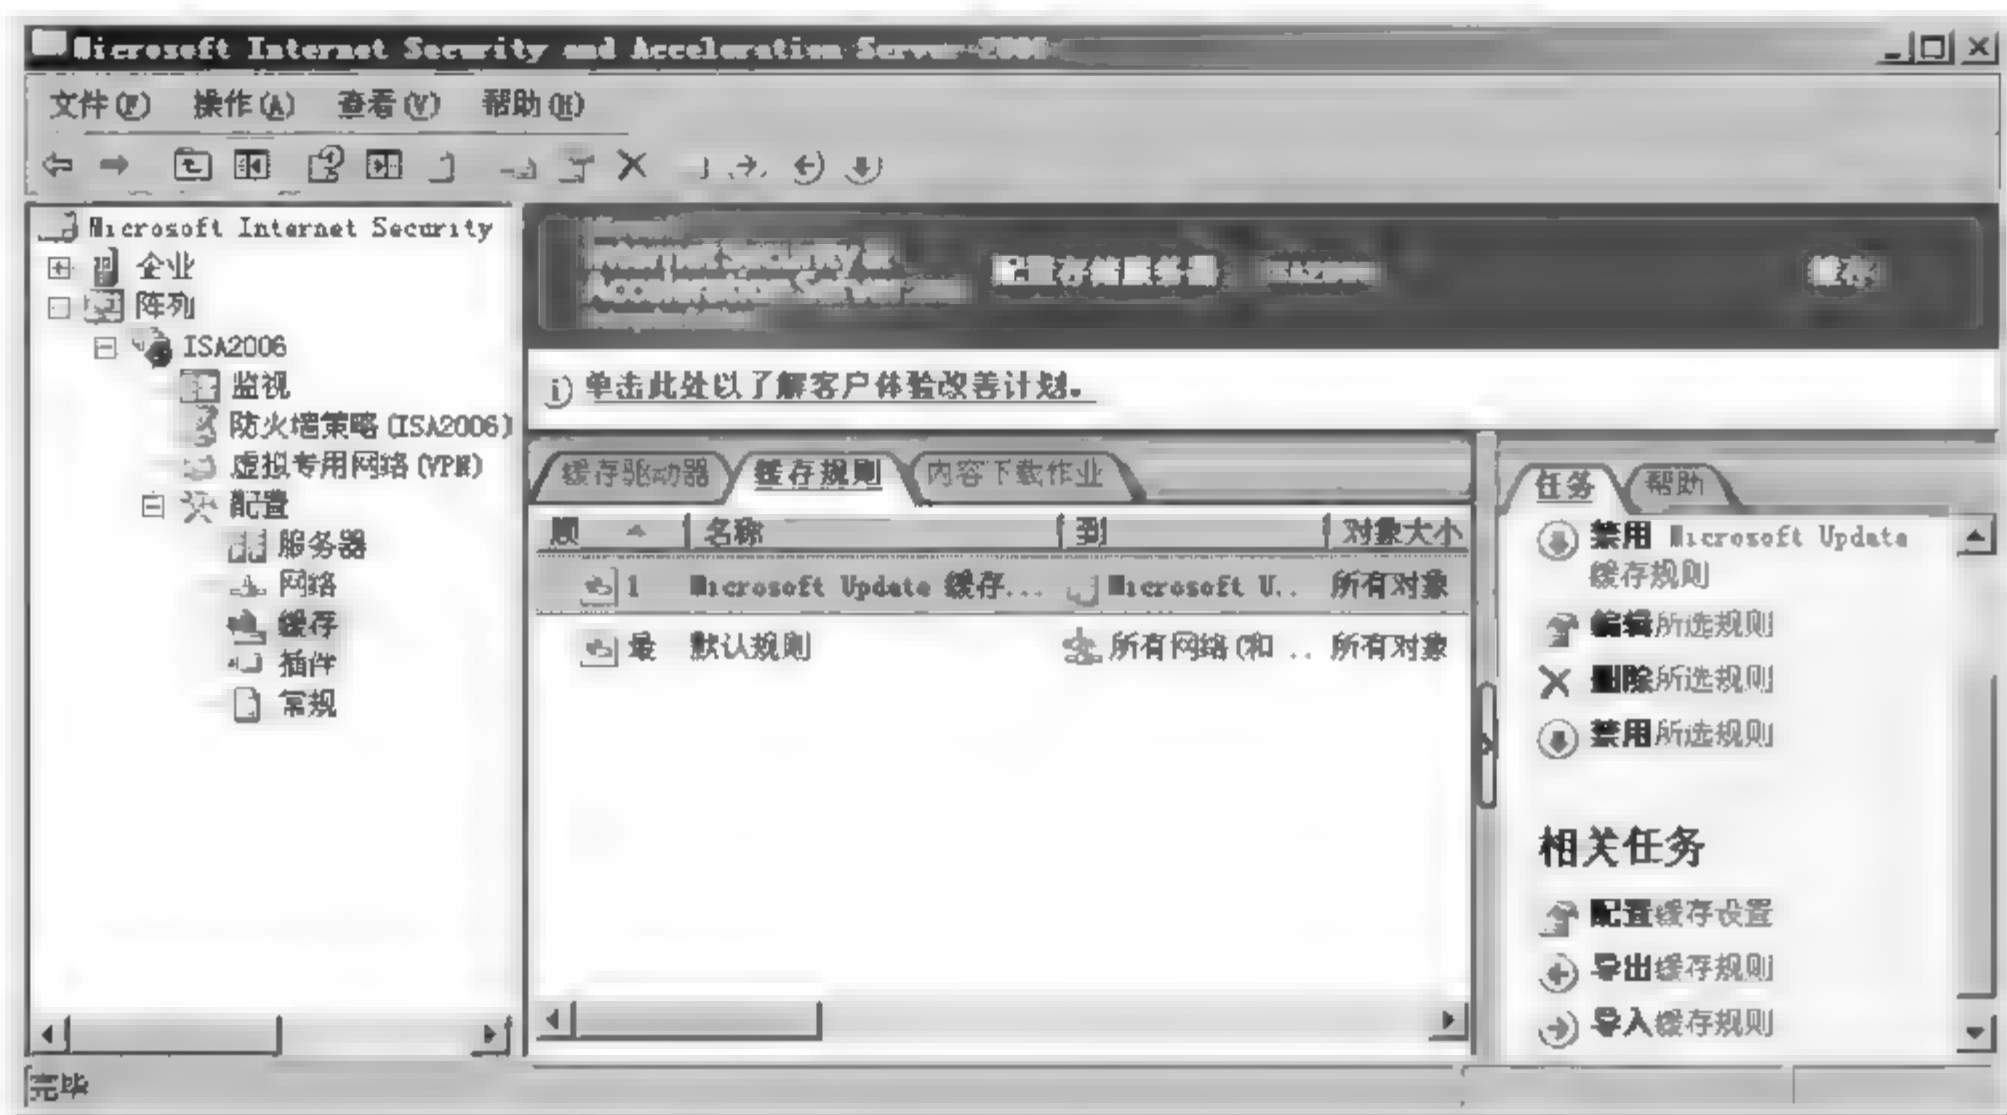 Microsoft Internet Security and Acceleration Server 2006
文件(F) 操作(A) 查看(V) 帮助(H)
Microsoft Internet Security
企业
阵列
ISA2006
监视
防火墙策略(ISA2006)
虚拟专用网络(VPN)
配置
服务器
网络
缓存
插件
常规
单击此处以了解客户体验改善计划。
缓存驱动器 缓存规则 内容下载作业
顺 名称 到 对象大小
1 Microsoft Update 缓存... Microsoft U.. 所有对象
最 默认规则 所有网络(和 .. 所有对象
任务 帮助
禁用 Microsoft Update
缓存规则
编辑所选规则
删除所选规则
禁用所选规则
相关任务
配置缓存设置
导出缓存规则
导入缓存规则
完毕